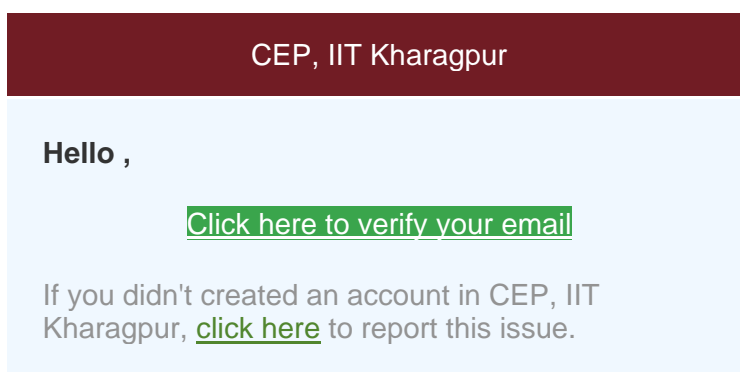 CEP, IIT Kharagpur
Hello ,
Click here to verify your email
If you didn't created an account in CEP, IIT
Kharagpur, click here to report this issue.